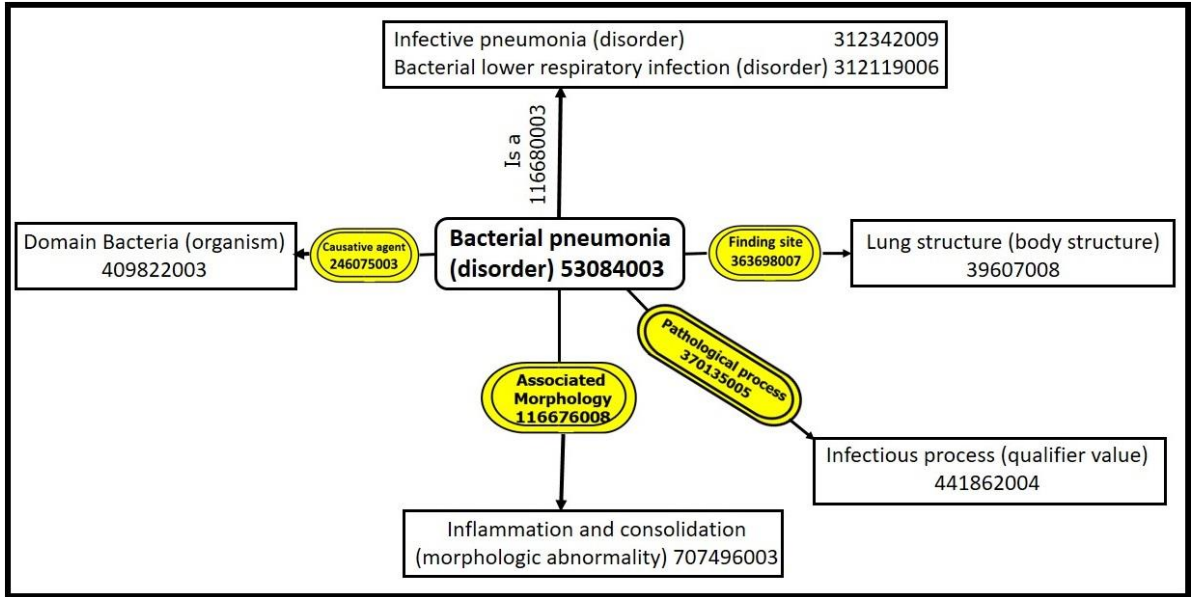 Infective pneumonia (disorder) 312342009
Bacterial lower respiratory infection (disorder) 312119006
Is a
116680003
Domain Bacteria (organism)
409822003
Causative agent
246075003
Bacterial pneumonia
(disorder) 53084003
Finding site
363698007
Lung structure (body structure)
39607008
Pathological process
370135005
Associated
Morphology
116676008
Infectious process (qualifier value)
441862004
Inflammation and consolidation
(morphologic abnormality) 707496003